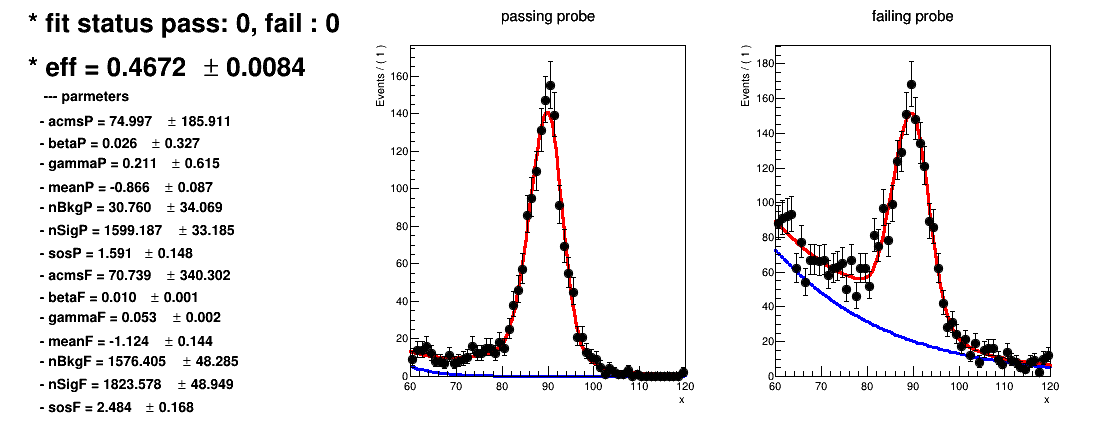 * fit status pass: 0, fail : 0
* eff = 0.4672 ± 0.0084
--- parmeters
- acmsP = 74.997 ± 185.911
- betaP = 0.026 ± 0.327
- gammaP = 0.211 ± 0.615
- meanP = -0.866 ± 0.087
- nBkgP = 30.760 ± 34.069
- nSigP = 1599.187 ± 33.185
- sosP = 1.591 ± 0.148
- acmsF = 70.739 ± 340.302
- betaF = 0.010 ± 0.001
- gammaF = 0.053 ± 0.002
- meanF = -1.124 ± 0.144
- nBkgF = 1576.405 ± 48.285
- nSigF = 1823.578 ± 48.949
- sosF = 2.484 ± 0.168
passing probe
Events / ( 1 )
160
140
120
100
80
60
40
20
0
60 70 80 90 100 110 120
x
failing probe
Events / ( 1 )
180
160
140
120
100
80
60
40
20
0
60 70 80 90 100 110 120
x